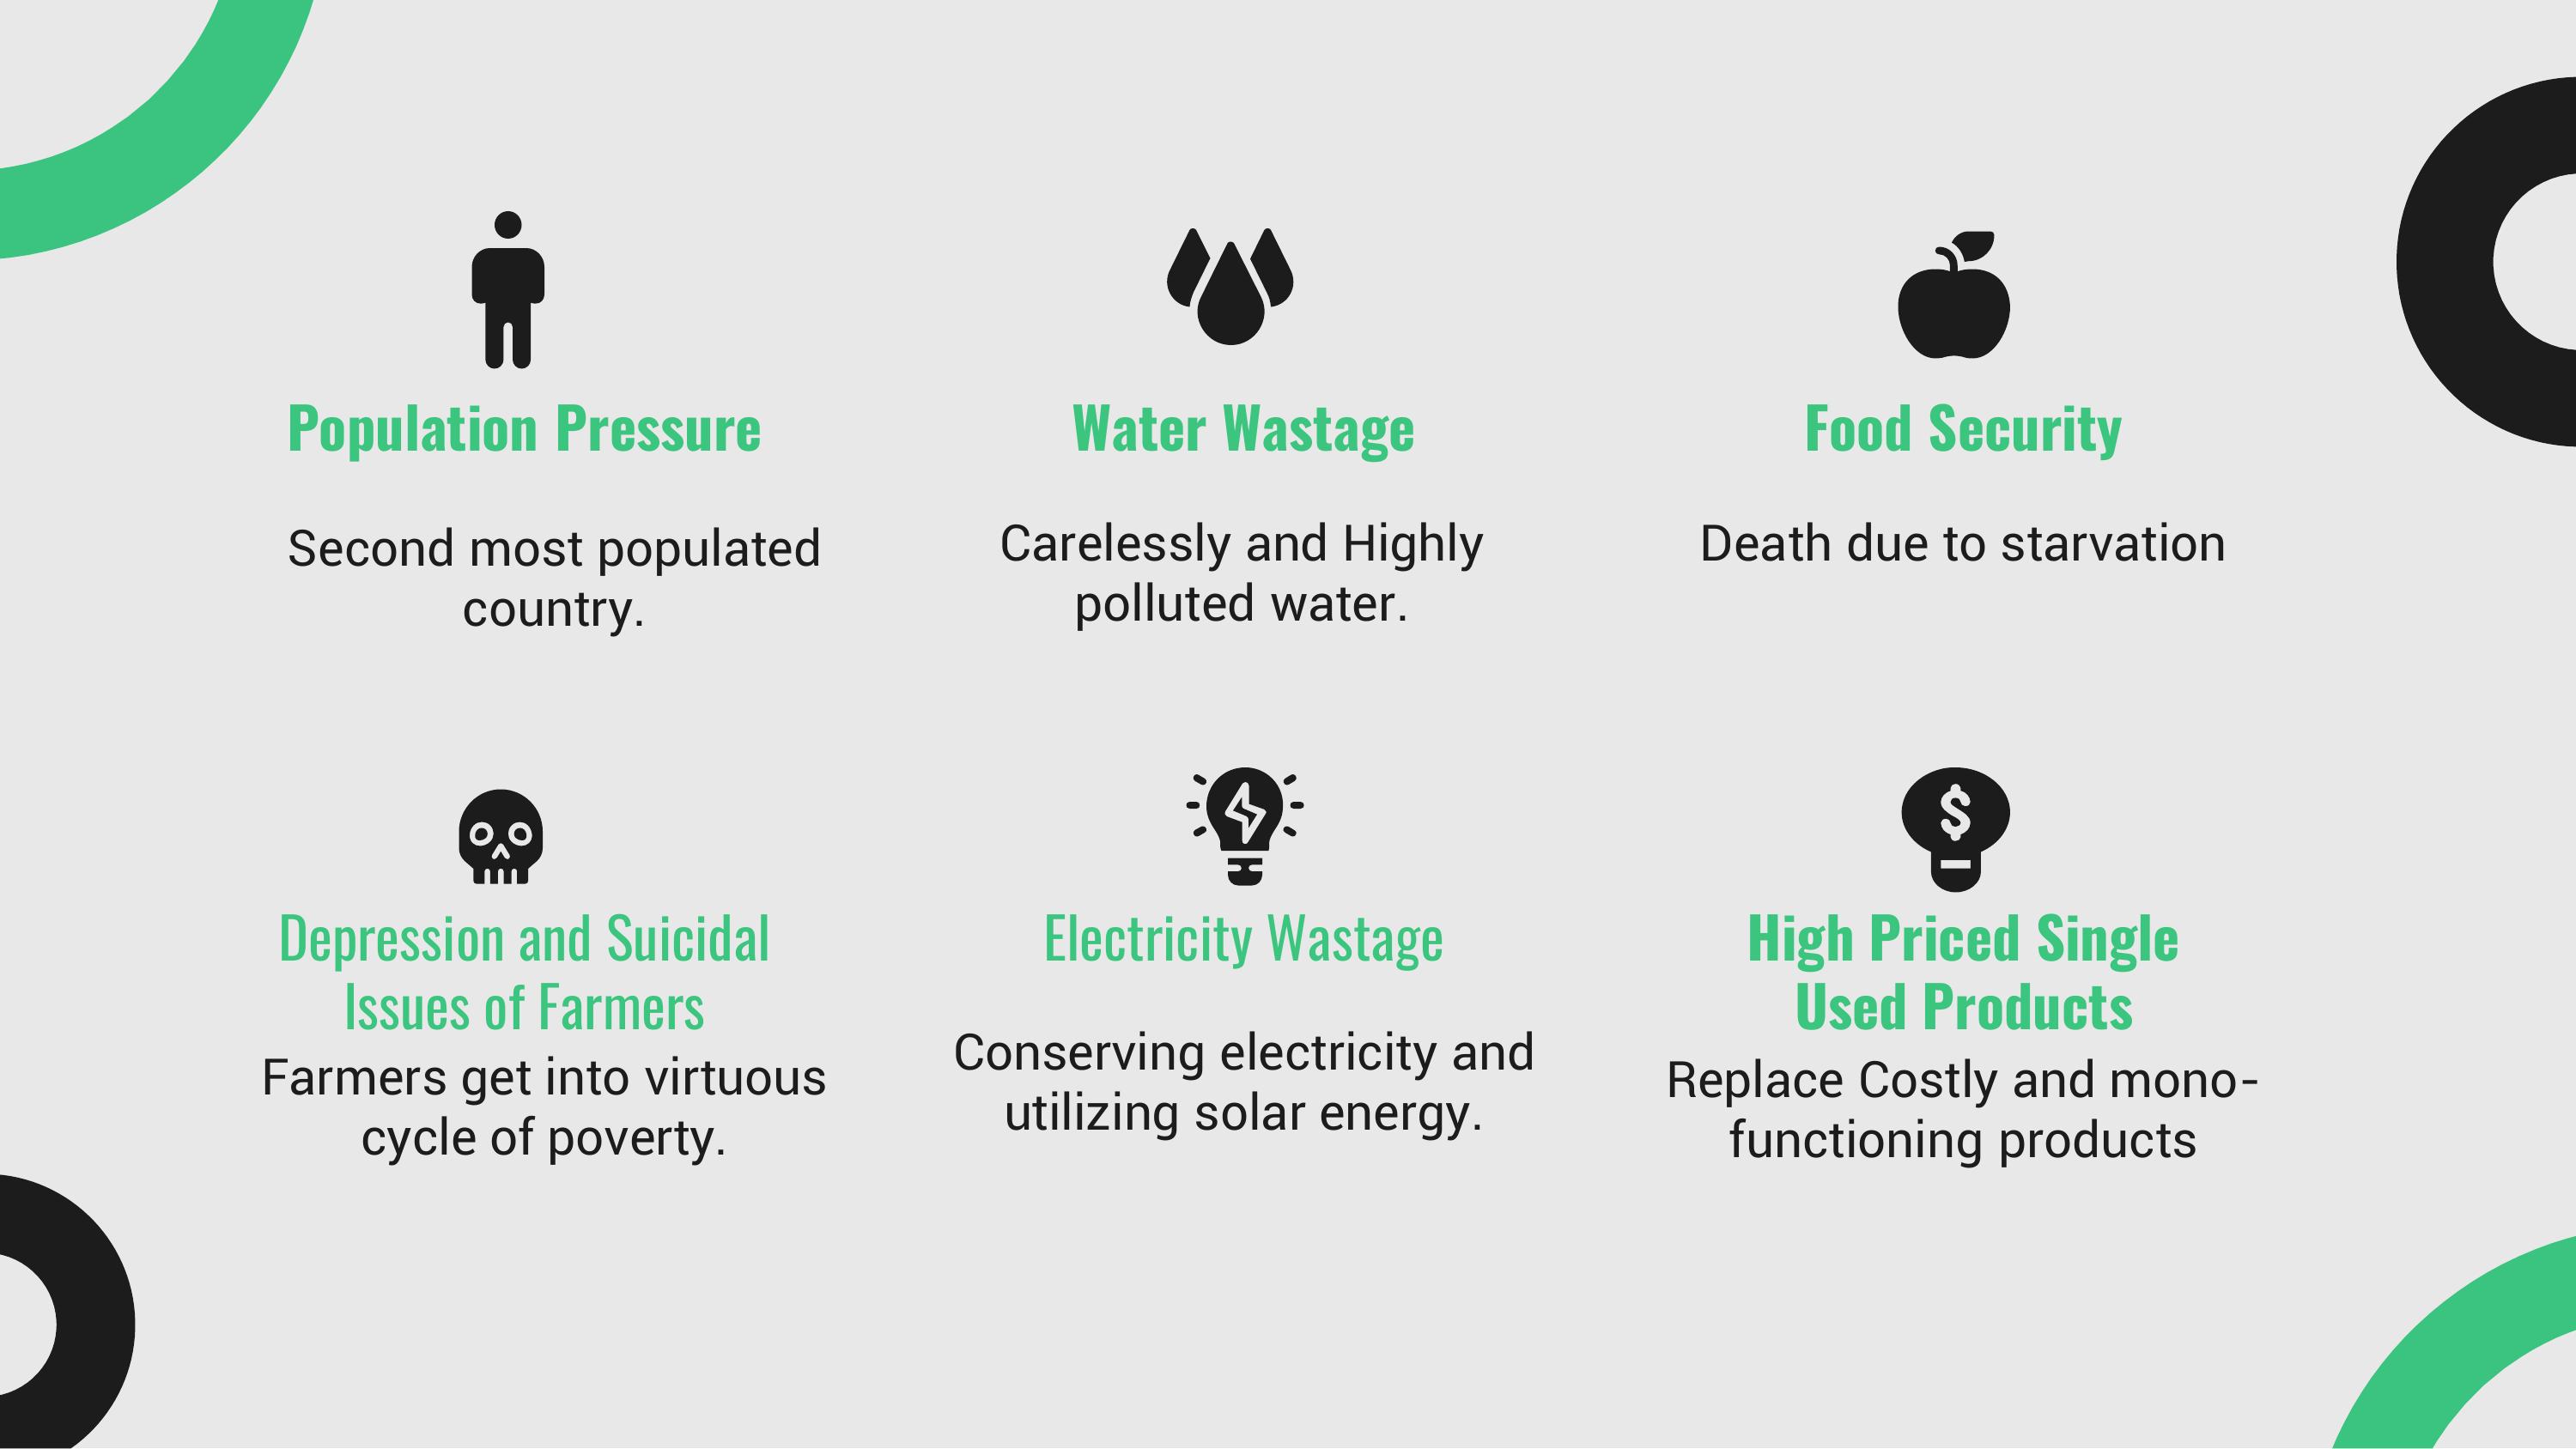 Population Pressure
Second most populated
country.
Water Wastage
Carelessly and Highly
polluted water.
Food Security
Death due to starvation
Depression and Suicidal
Issues of Farmers
Farmers get into virtuous
cycle of poverty.
Electricity Wastage
Conserving electricity and
utilizing solar energy.
$
High Priced Single
Used Products
Replace Costly and mono-
functioning products